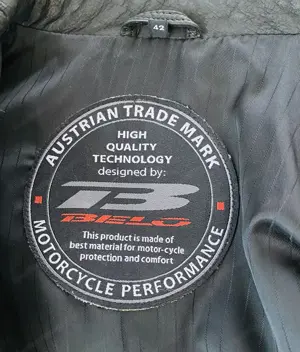 42
AUSTRIAN TRADE MARK
HIGH
QUALITY
TECHNOLOGY
designed by:
B
BELO
This product is made of
best material for motor-cycle
protection and comfort
MOTORCYCLE PERFORMANCE